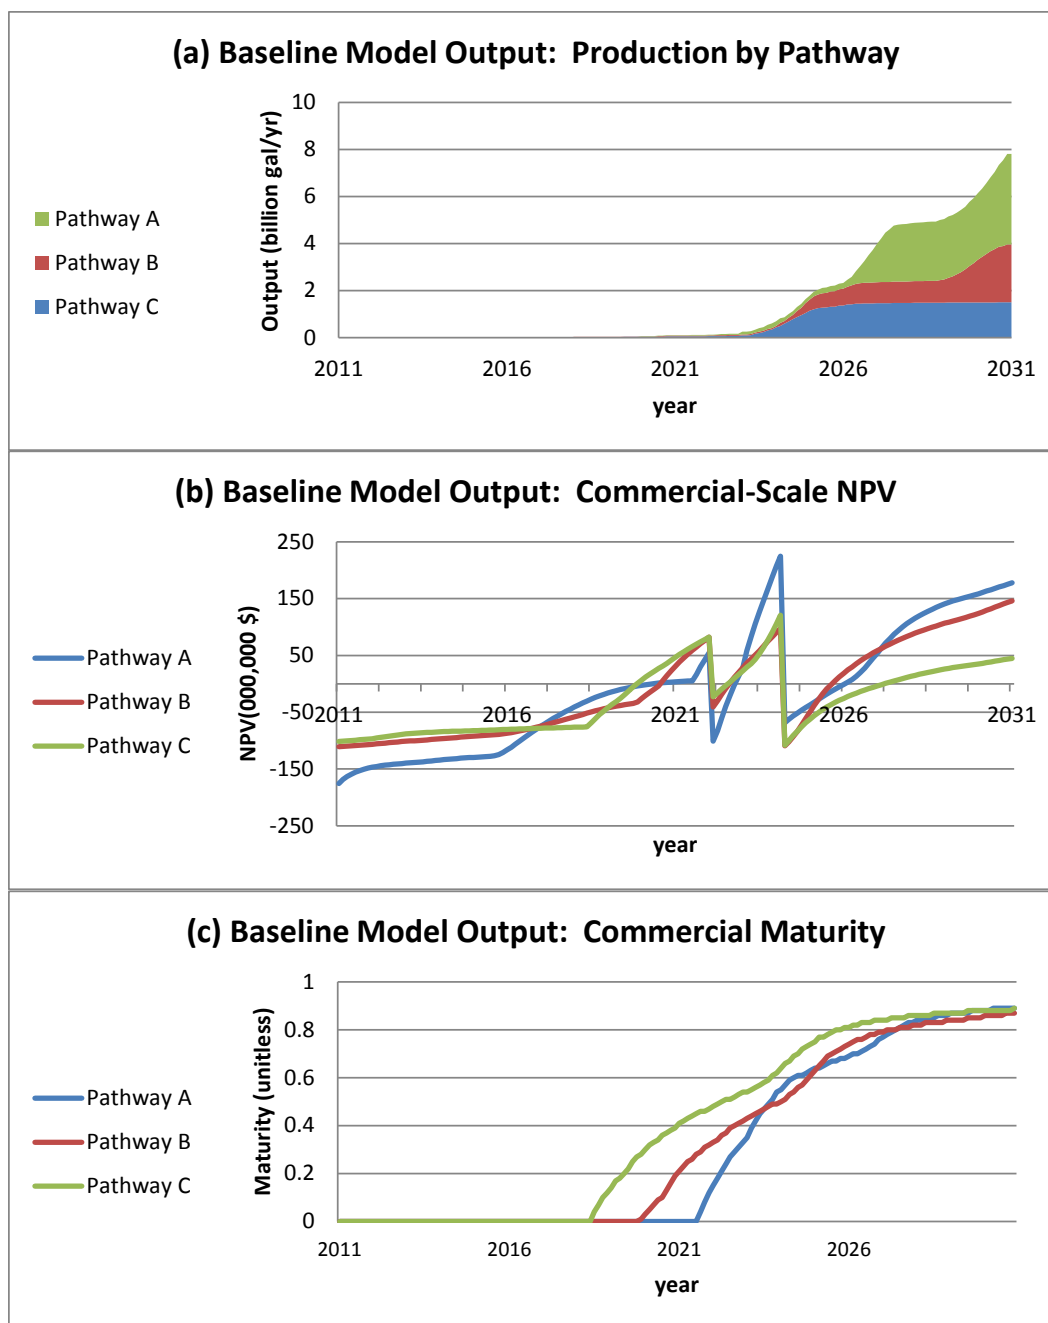 (a) Baseline Model Output:  Production by Pathway
Output (billion gal/yr)
10
8
6
4
2
0
2011 2016 2021 2026 2031
year
Pathway A
Pathway B
Pathway C
(b) Baseline Model Output:  Commercial-Scale NPV
NPV(000,000 $)
250
150
50
-50
-150
-250
2011 2016 2021 2026 2031
year
Pathway A
Pathway B
Pathway C
(c) Baseline Model Output:  Commercial Maturity
Maturity (unitless)
1
0.8
0.6
0.4
0.2
0
2011 2016 2021 2026
year
Pathway A
Pathway B
Pathway C